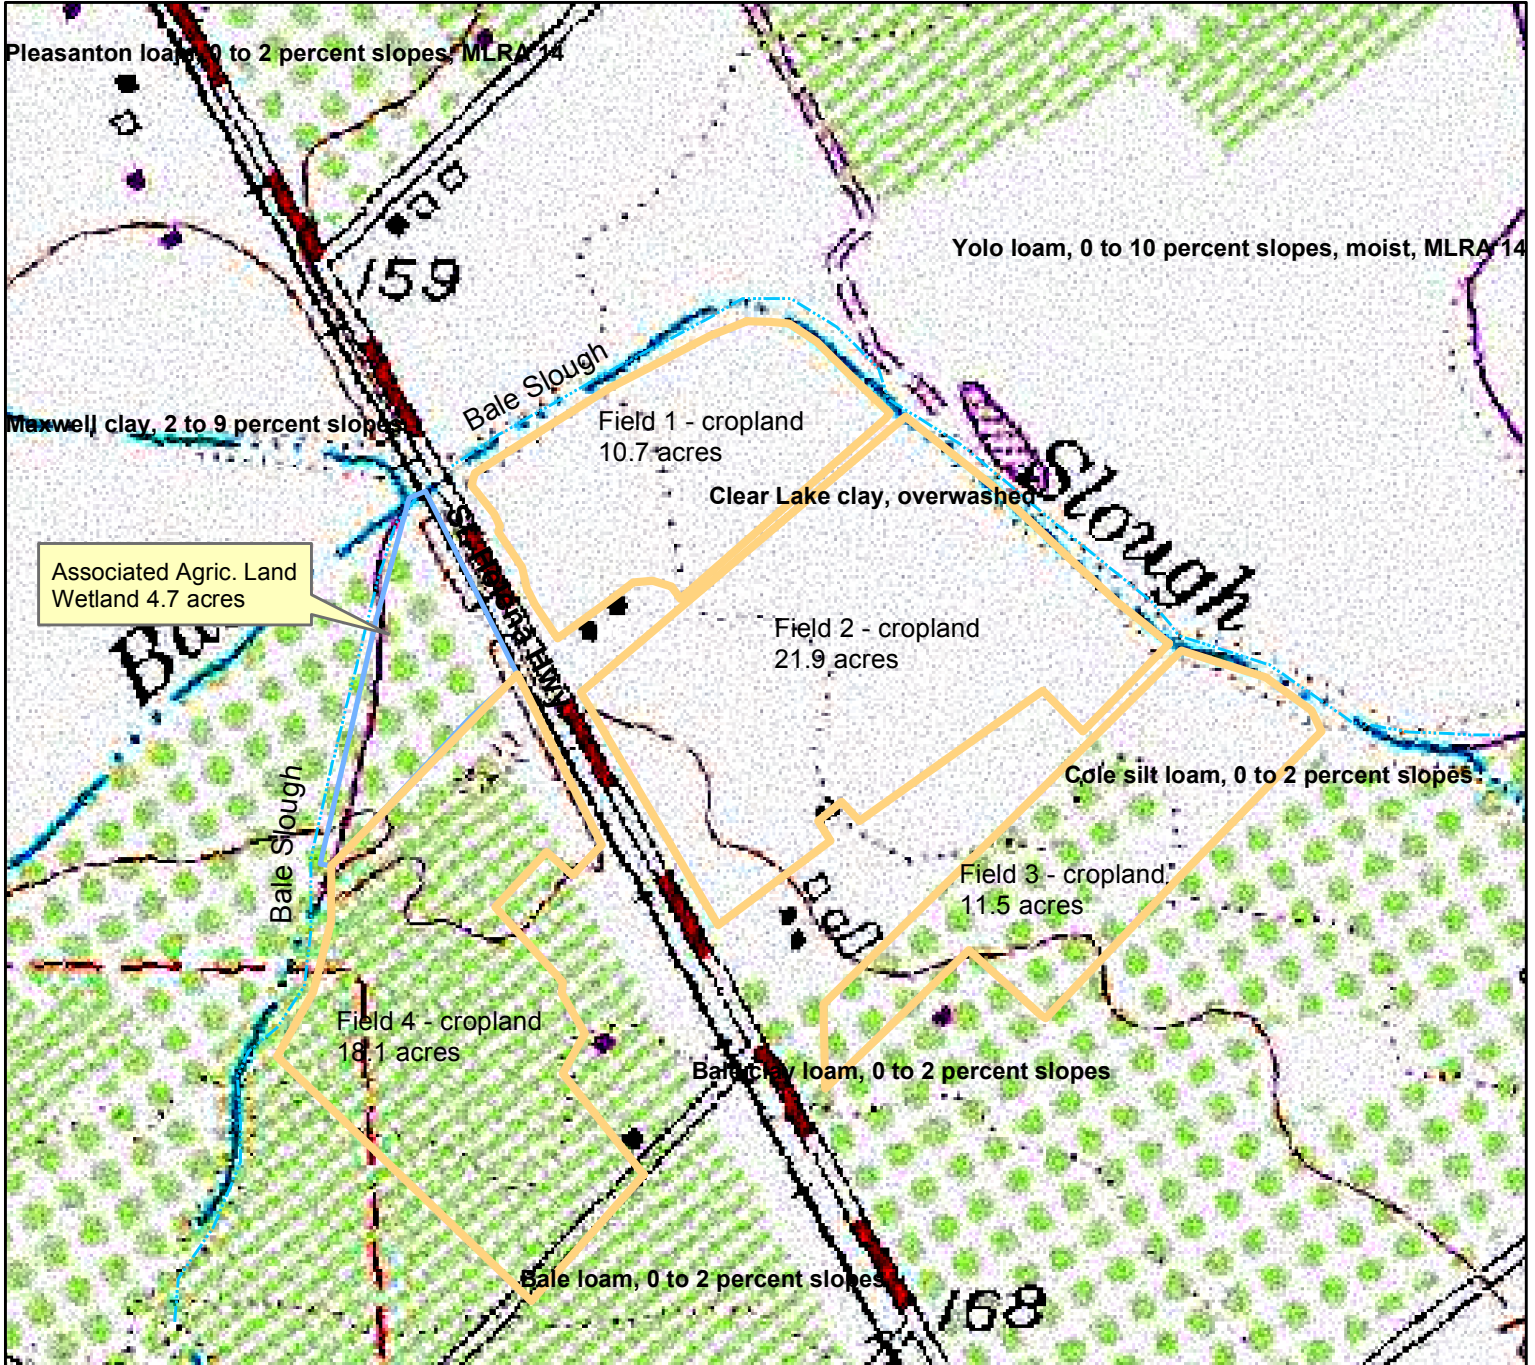 Pleasanton loam, 0 to 2 percent slopes, MLRA 14
159
Yolo loam, 0 to 10 percent slopes, moist, MLRA 14
Bale Slough
Maxwell clay, 2 to 9 percent slopes
Field 1 - cropland
10.7 acres
Clear Lake clay, overwashed
Slough
St Helena Hwy
Associated Agric. Land
Wetland 4.7 acres
Field 2 - cropland
21.9 acres
Bale Slough
Cole silt loam, 0 to 2 percent slopes
Field 3 - cropland
11.5 acres
Field 4 - cropland
18.1 acres
Bale clay loam, 0 to 2 percent slopes
Bale loam, 0 to 2 percent slopes
168